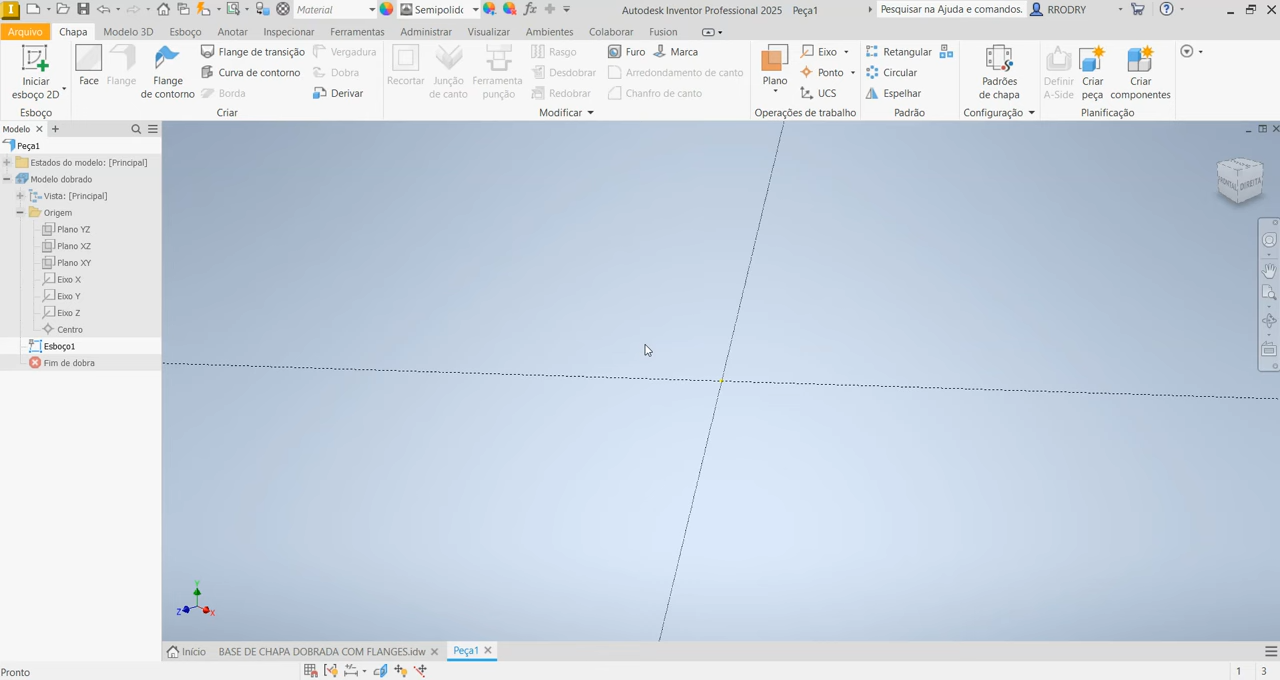 Material
Semipolid
Autodesk Inventor Professional 2025 Peça1
Pesquisar na Ajuda e comandos.
RRODRY
Arquivo Chapa Modelo 3D Esboço Anotar Inspecionar Ferramentas Administrar Visualizar Ambientes Colaborar Fusion
Iniciar esboço 2D
Face
Flange
Flange de contorno
Flange de transição
Curva de contorno
Borda
Vergadura
Dobra
Derivar
Recortar
Junção de canto
Ferramenta punção
Rasgo
Desdobrar
Redobrar
Furo
Marca
Arredondamento de canto
Chanfro de canto
Plano
Eixo
Ponto
UCS
Retangular
Circular
Espelhar
Padrões de chapa
Definir A-Side
Criar peça
Criar componentes
Esboço
Criar
Modificar
Operações de trabalho
Padrão
Configuração
Planificação
Modelo
Peça1
Estados do modelo: [Principal]
Modelo dobrado
Vista: [Principal]
Origem
Plano YZ
Plano XZ
Plano XY
Eixo X
Eixo Y
Eixo Z
Centro
Esboço1
Fim de dobra
FRONTAL
DIREITA
Y
Z
X
Início
BASE DE CHAPA DOBRADA COM FLANGES.idw
Peça1
Pronto
1
3